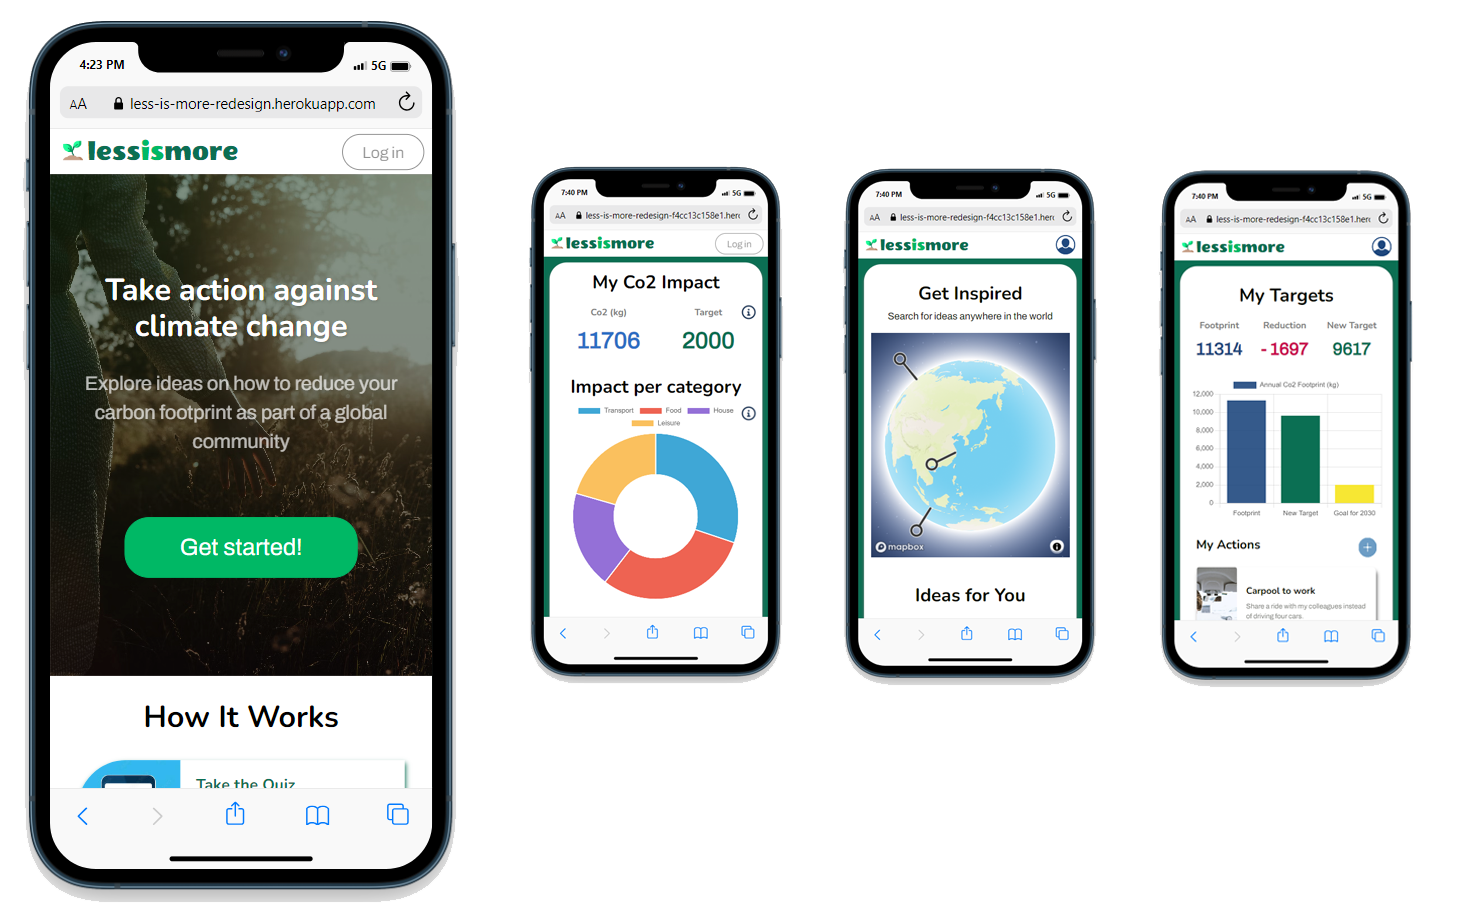 4:23 PM
5G
AA less-is-more-redesign.herokuapp.com
lessismore
Log in
Take action against
climate change
Explore ideas on how to reduce your
carbon footprint as part of a global
community
Get started!
How It Works
Take the Quiz
7:40 PM
5G
AA less-is-more-redesign-f4cc13c158e1.herc
lessismore
Log in
My Co2 Impact
Co2 (kg)
Target
11706
2000
Impact per category
Transport Food House
Leisure
7:40 PM
5G
AA less-is-more-redesign-f4cc13c158e1.herc
lessismore
Get Inspired
Search for ideas anywhere in the world
mapbox
Ideas for You
7:40 PM
5G
AA less-is-more-redesign-f4cc13c158e1.herc
lessismore
My Targets
Footprint Reduction New Target
11314 - 1697 9617
Annual Co2 Footprint (kg)
12,000
10,000
8,000
6,000
4,000
2,000
0
Footprint New Target Goal for 2030
My Actions
Carpool to work
Share a ride with my colleagues instead
of driving four cars.